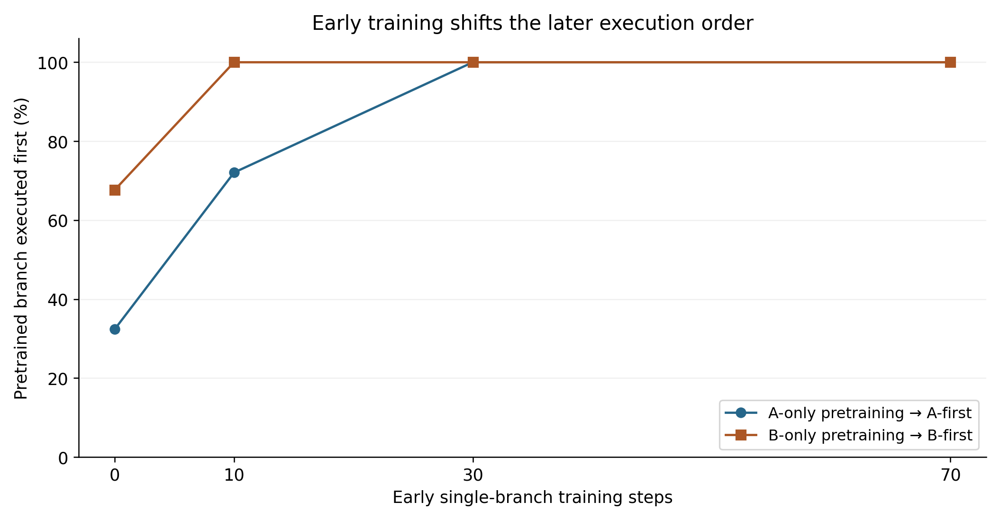 Early training shifts the later execution order
Pretrained branch executed first (%)
100
80
60
40
20
0
0 10 30 70
Early single-branch training steps
A-only pretraining → A-first
B-only pretraining → B-first